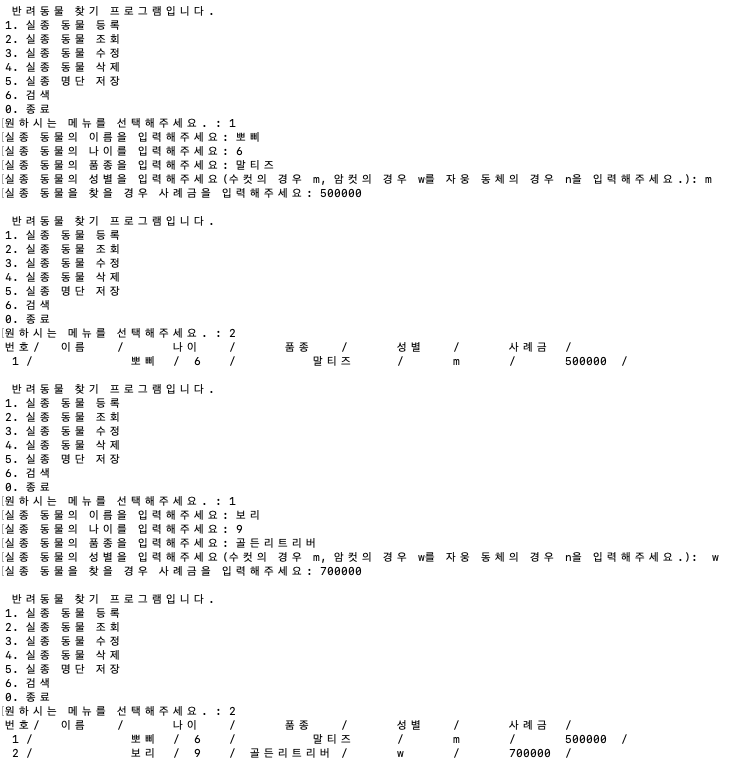 반려동물 찾기 프로그램입니다.
1. 실종 동물 등록
2. 실종 동물 조회
3. 실종 동물 수정
4. 실종 동물 삭제
5. 실종 명단 저장
6. 검색
0. 종료
원하시는 메뉴를 선택해주세요. : 1
실종 동물의 이름을 입력해주세요: 뽀삐
실종 동물의 나이를 입력해주세요: 6
실종 동물의 품종을 입력해주세요: 말티즈
실종 동물의 성별을 입력해주세요(수컷의 경우 m, 암컷의 경우 w를 자웅 동체의 경우 n을 입력해주세요.): m
실종 동물을 찾을 경우 사례금을 입력해주세요: 500000
반려동물 찾기 프로그램입니다.
1. 실종 동물 등록
2. 실종 동물 조회
3. 실종 동물 수정
4. 실종 동물 삭제
5. 실종 명단 저장
6. 검색
0. 종료
원하시는 메뉴를 선택해주세요. : 2
번호/ 이름 / 나이 / 품종 / 성별 / 사례금 /
1 / 뽀삐 / 6 / 말티즈 / m / 500000 /
반려동물 찾기 프로그램입니다.
1. 실종 동물 등록
2. 실종 동물 조회
3. 실종 동물 수정
4. 실종 동물 삭제
5. 실종 명단 저장
6. 검색
0. 종료
원하시는 메뉴를 선택해주세요. : 1
실종 동물의 이름을 입력해주세요: 보리
실종 동물의 나이를 입력해주세요: 9
실종 동물의 품종을 입력해주세요: 골든리트리버
실종 동물의 성별을 입력해주세요(수컷의 경우 m, 암컷의 경우 w를 자웅 동체의 경우 n을 입력해주세요.): w
실종 동물을 찾을 경우 사례금을 입력해주세요: 700000
반려동물 찾기 프로그램입니다.
1. 실종 동물 등록
2. 실종 동물 조회
3. 실종 동물 수정
4. 실종 동물 삭제
5. 실종 명단 저장
6. 검색
0. 종료
원하시는 메뉴를 선택해주세요. : 2
번호/ 이름 / 나이 / 품종 / 성별 / 사례금 /
1 / 뽀삐 / 6 / 말티즈 / m / 500000 /
2 / 보리 / 9 / 골든리트리버 / w / 700000 /